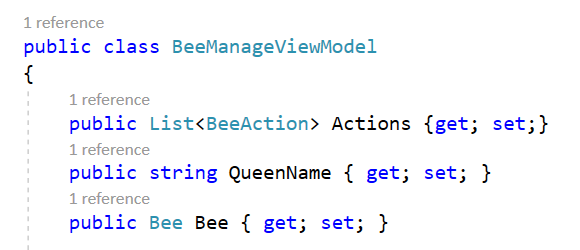 1 reference
public class BeeManageViewModel
{
1 reference
public List<BeeAction> Actions {get; set;}
1 reference
public string QueenName { get; set; }
1 reference
public Bee Bee { get; set; }